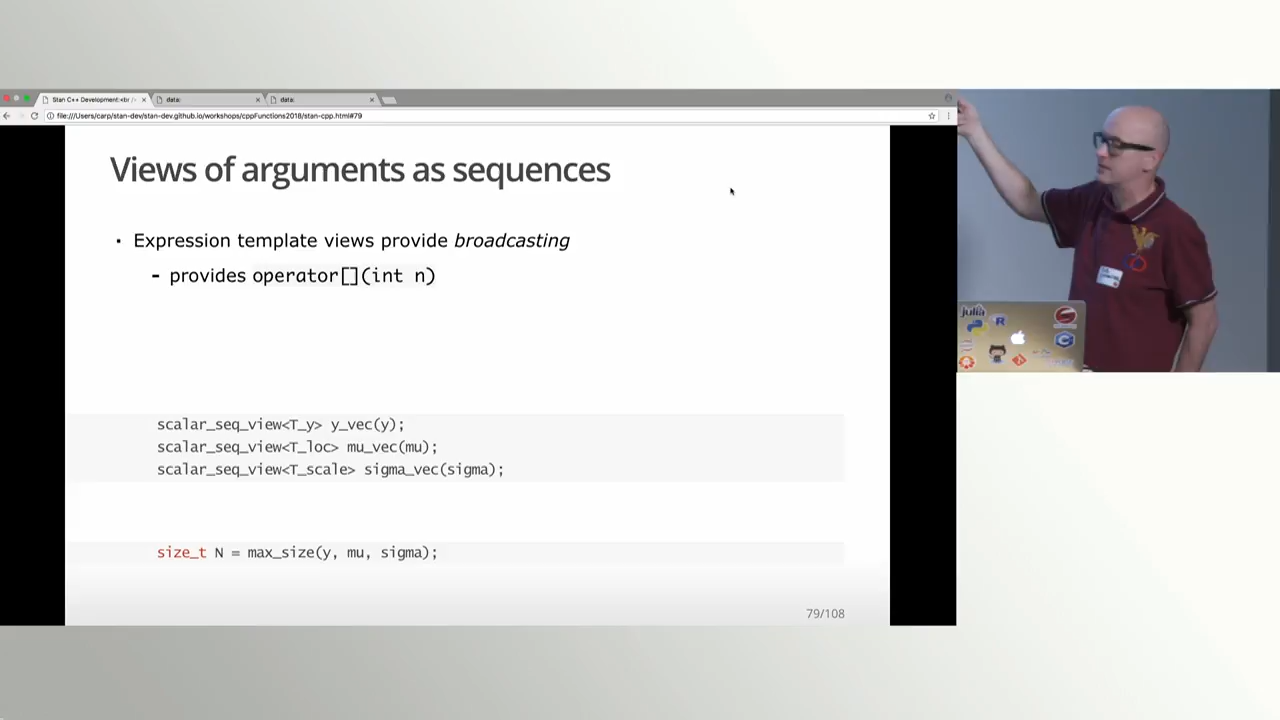 Stan C++ Development:<br /
data:
data:
file:///Users/carp/stan-dev/stan-dev.github.io/workshops/cppFunctions2018/stan-cpp.html#79
Views of arguments as sequences
· Expression template views provide broadcasting
- provides operator[](int n)
scalar_seq_view<T_y> y_vec(y);
scalar_seq_view<T_loc> mu_vec(mu);
scalar_seq_view<T_scale> sigma_vec(sigma);
size_t N = max_size(y, mu, sigma);
79/108
julia
R